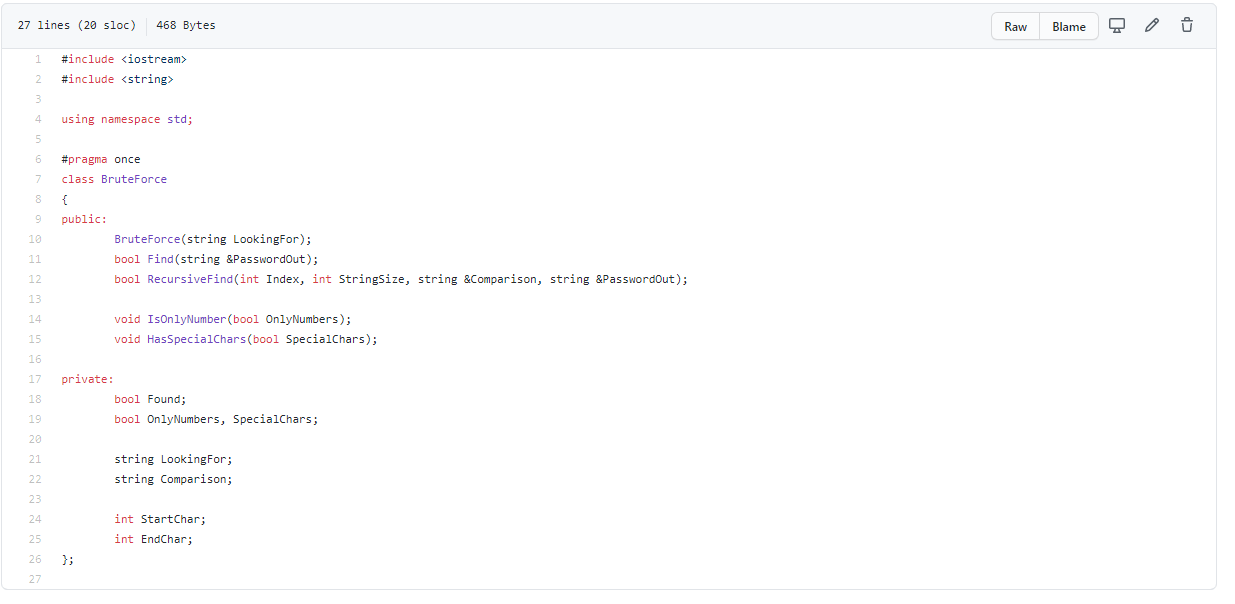 27 lines (20 sloc) 468 Bytes Raw Blame
1 #include <iostream>
2 #include <string>
3
4 using namespace std;
5
6 #pragma once
7 class BruteForce
8 {
9 public:
10 BruteForce(string LookingFor);
11 bool Find(string &PasswordOut);
12 bool RecursiveFind(int Index, int StringSize, string &Comparison, string &PasswordOut);
13
14 void IsOnlyNumber(bool OnlyNumbers);
15 void HasSpecialChars(bool SpecialChars);
16
17 private:
18 bool Found;
19 bool OnlyNumbers, SpecialChars;
20
21 string LookingFor;
22 string Comparison;
23
24 int StartChar;
25 int EndChar;
26 };
27